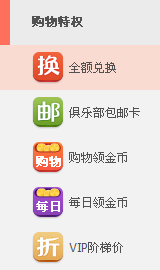 购物特权
换 全额兑换
邮 俱乐部包邮卡
购物 购物领金币
每日 每日领金币
折 VIP阶梯价